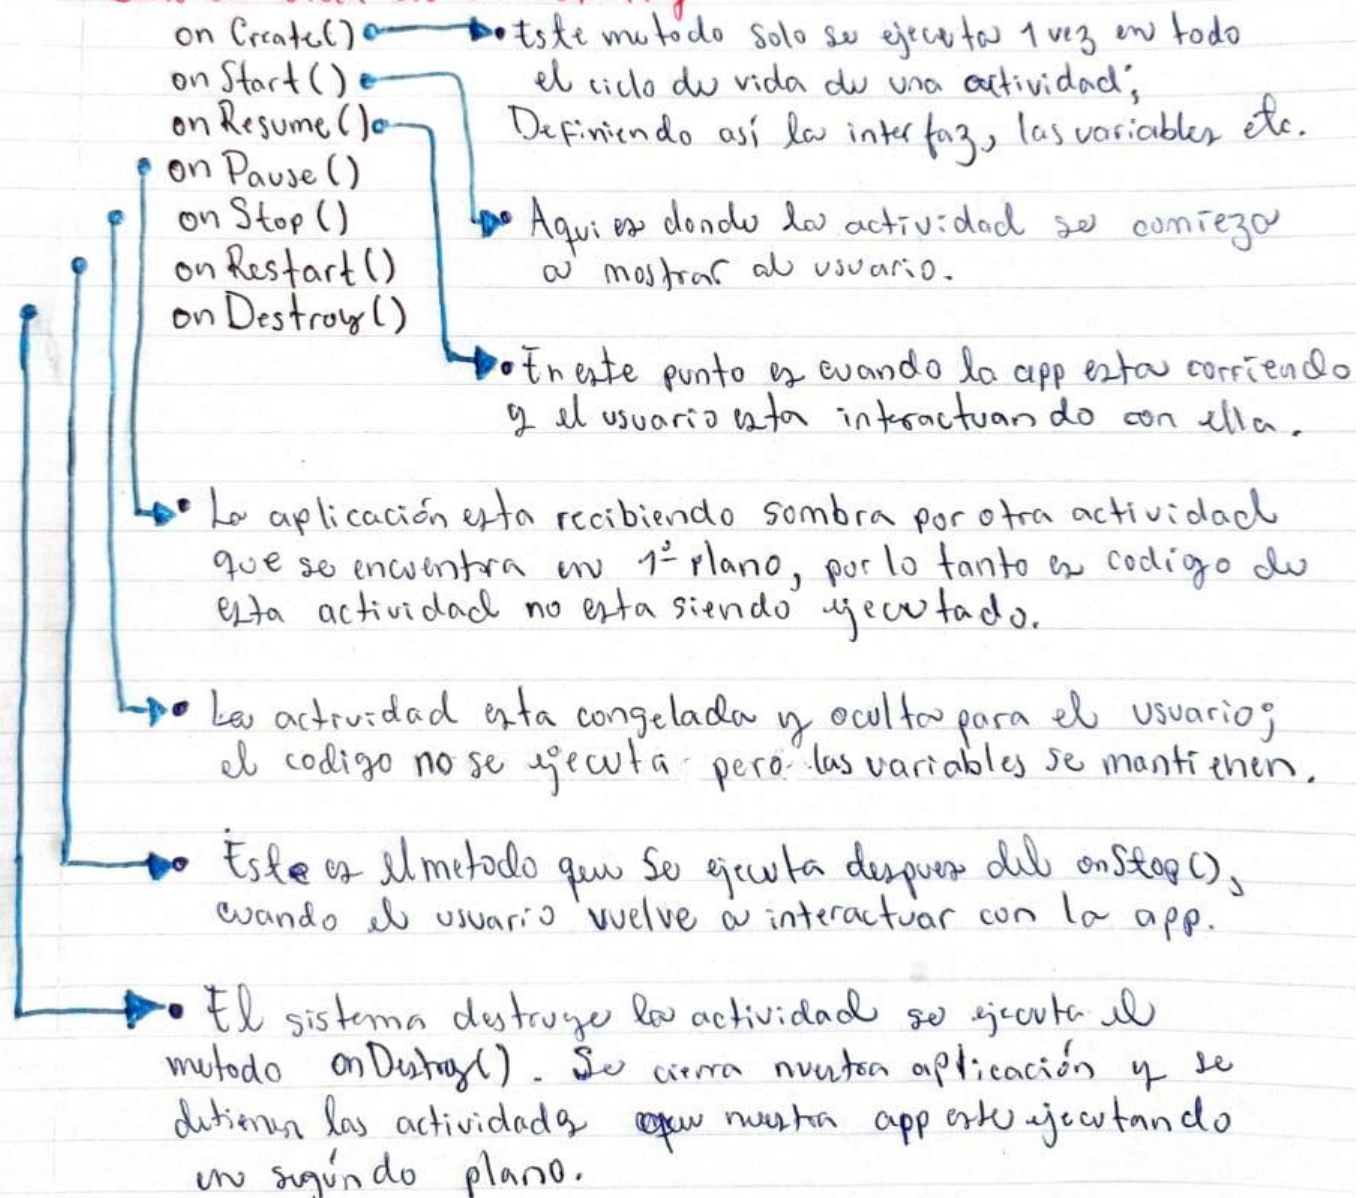 on Create()
on Start()
on Resume()
on Pause()
on Stop()
on Restart()
on Destroy()
• Este metodo solo se ejecuta 1 vez en todo
el ciclo de vida de una actividad;
Definiendo así la interfaz, las variables etc.
• Aqui es donde la actividad se comieza
a mostrar al usuario.
• En este punto es cuando la app esta corriendo
y el usuario esta interactuando con ella.
• La aplicación esta recibiendo sombra por otra actividad
que se encuentra en 1º plano, por lo tanto es codigo de
esta actividad no esta siendo ejecutado.
• La actividad esta congelada y oculta para el usuario;
el codigo no se ejecuta pero las variables se mantienen.
• Este es el metodo que se ejecuta despues del onStop(),
cuando el usuario vuelve a interactuar con la app.
• El sistema destruye la actividad se ejecuta el
metodo onDestroy(). Se cierra nuestra aplicación y se
detienen las actividades que nuestra app este ejecutando
en segúndo plano.